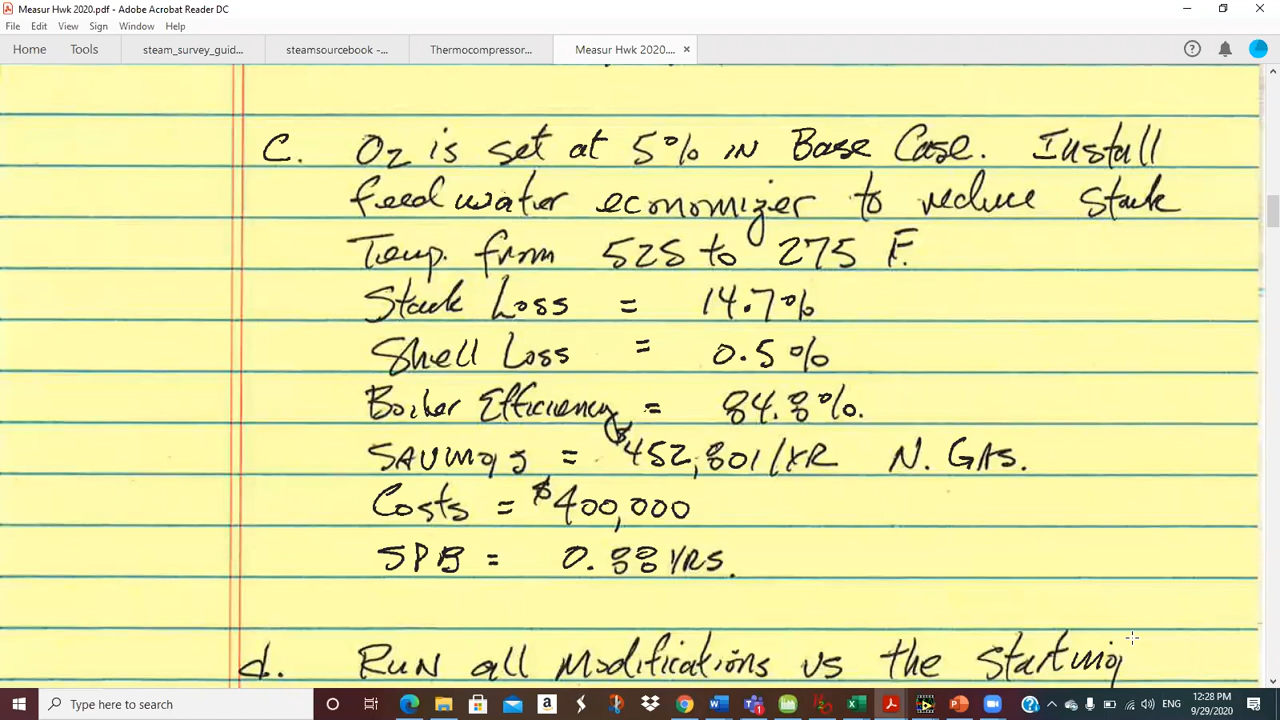 Measur Hwk 2020.pdf - Adobe Acrobat Reader DC
File Edit View Sign Window Help
Home Tools steam_survey_guid... steamsourcebook -... Thermocompressor... Measur Hwk 2020....
c. O2 is set at 5% in Base Case. Install
feedwater economizer to reduce stack
Temp. from 525 to 275 F.
Stack Loss = 14.7%
Shell Loss = 0.5%
Boiler Efficiency = 84.8%.
SAVINGS = $452,801/YR N. GAS.
Costs = $400,000
SPB = 0.88 YRS.
d. Run all modifications vs the starting
Type here to search
ENG
12:28 PM
9/29/2020